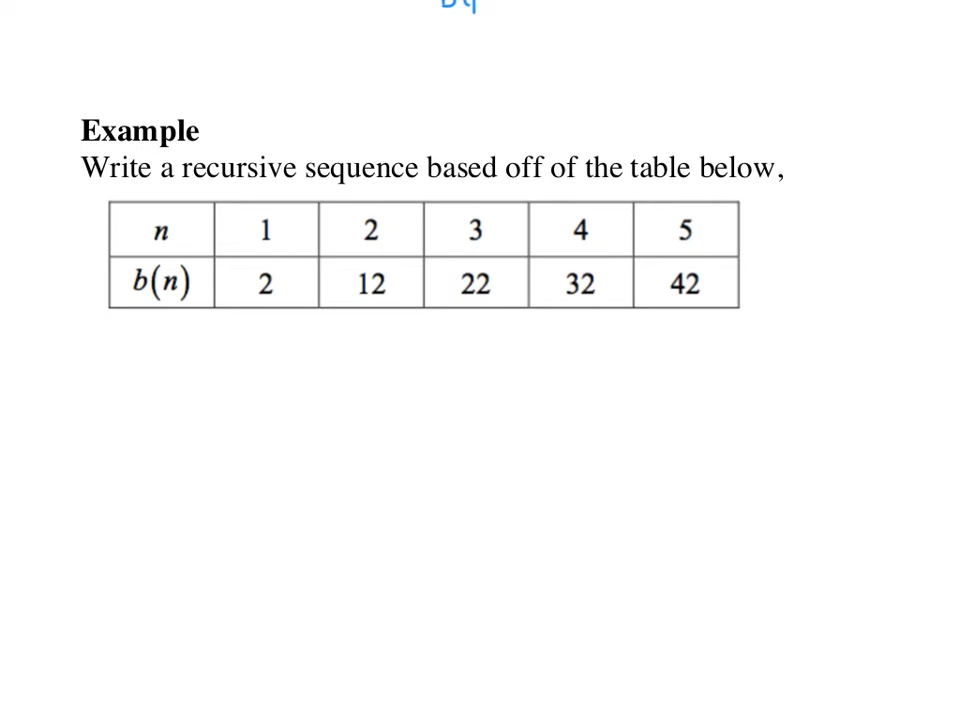 Example
Write a recursive sequence based off of the table below,
n 1 2 3 4 5
b(n) 2 12 22 32 42